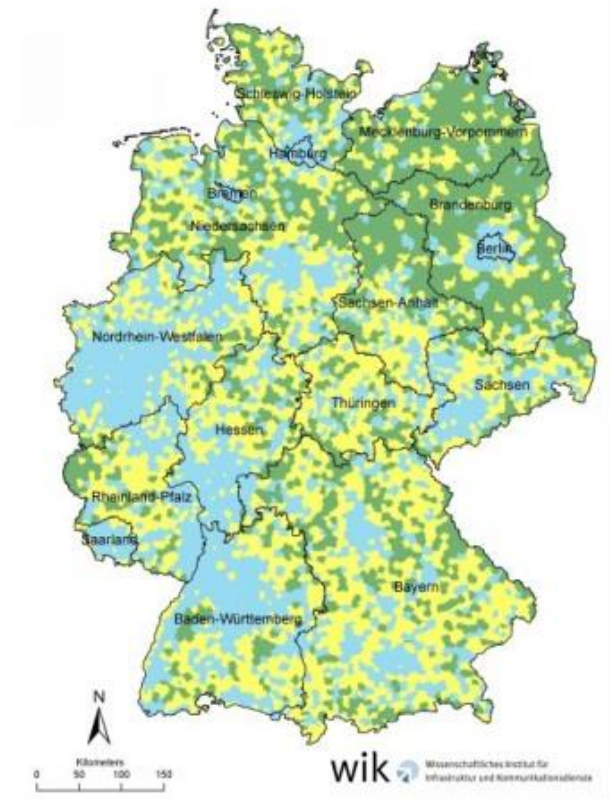 Schleswig-Holstein
Mecklenburg-Vorpommern
Hamburg
Bremen
Brandenburg
Niedersachsen
Berlin
Sachsen-Anhalt
Nordrhein-Westfalen
Sachsen
Thüringen
Hessen
Rheinland-Pfalz
Saarland
Bayern
Baden-Württemberg
N
Kilometers
0 50 100 150
wik
Wissenschaftliches Institut für
Infrastruktur und Kommunikationsdienste